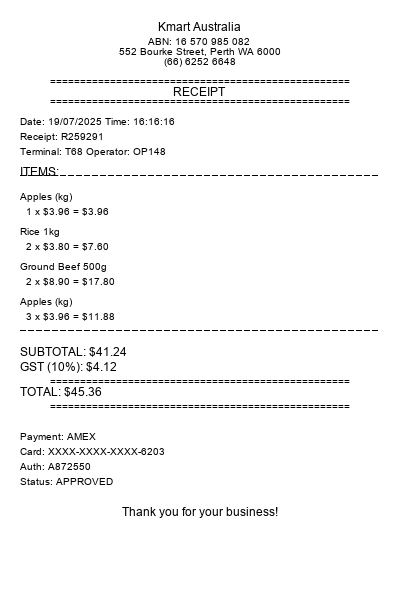 Kmart Australia
ABN: 16 570 985 082
552 Bourke Street, Perth WA 6000
(66) 6252 6648
==================================================
RECEIPT
==================================================
Date: 19/07/2025 Time: 16:16:16
Receipt: R259291
Terminal: T68 Operator: OP148
ITEMS:
Apples (kg)
1 x $3.96 = $3.96
Rice 1kg
2 x $3.80 = $7.60
Ground Beef 500g
2 x $8.90 = $17.80
Apples (kg)
3 x $3.96 = $11.88
SUBTOTAL: $41.24
GST (10%): $4.12
==================================================
TOTAL: $45.36
==================================================
Payment: AMEX
Card: XXXX-XXXX-XXXX-6203
Auth: A872550
Status: APPROVED
Thank you for your business!